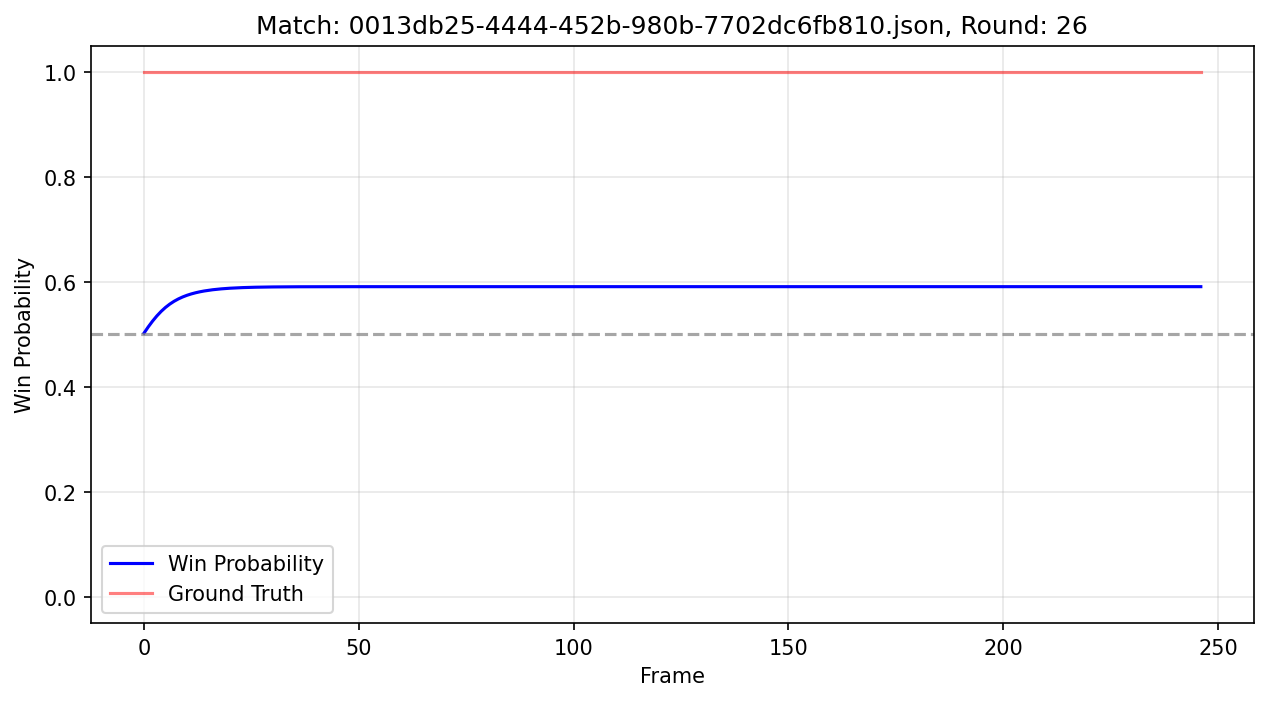 Match: 0013db25-4444-452b-980b-7702dc6fb810.json, Round: 26
Win Probability
1.0
0.8
0.6
0.4
0.2
0.0
Win Probability
Ground Truth
0
50
100
150
200
250
Frame